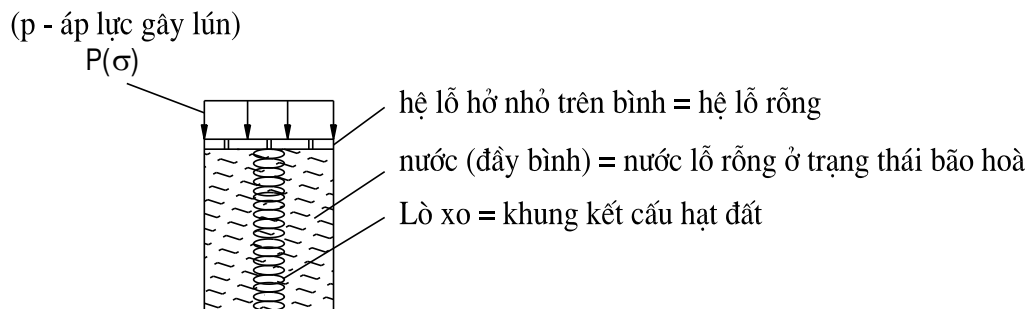 (p - áp lực gây lún)
P(σ)
hệ lỗ hở nhỏ trên bình = hệ lỗ rỗng
nước (đầy bình) = nước lỗ rỗng ở trạng thái bão hoà
Lò xo = khung kết cấu hạt đất